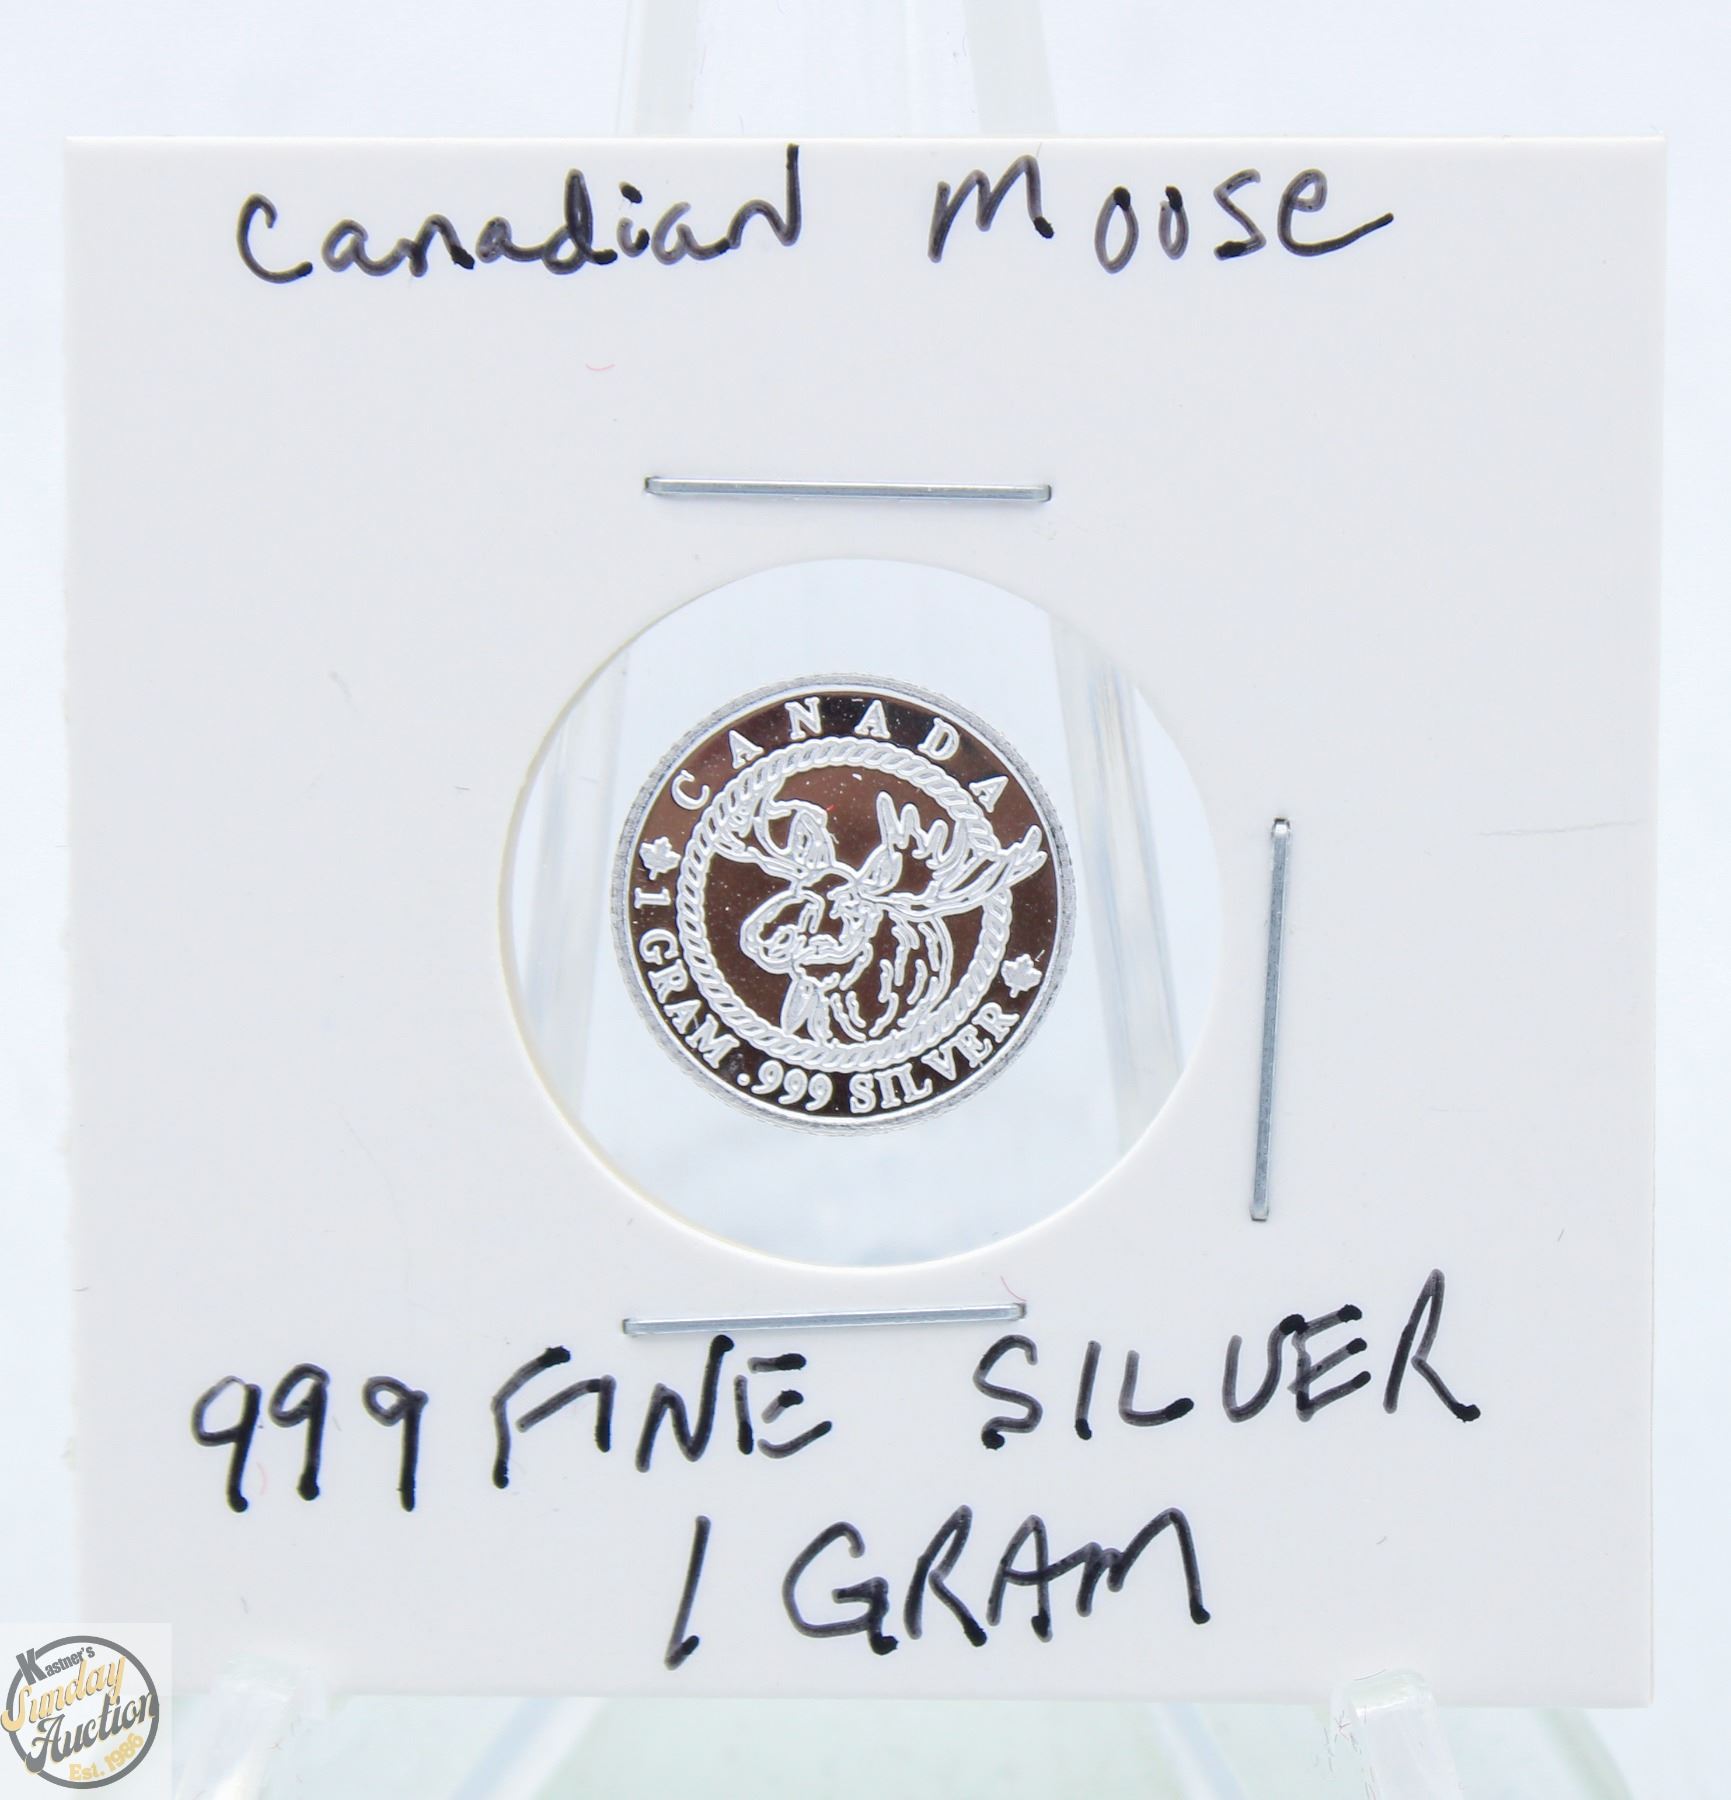 Canadian Moose
CANADA
1 GRAM .999 SILVER
999 FINE SILVER
1 GRAM
Kastner's
Sunday
Auction
Est. 1986